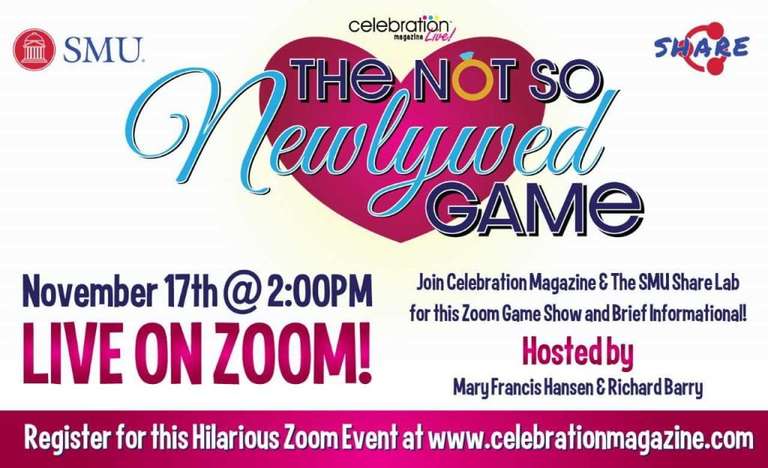 SMU
celebration
magazine Live!
SHARE
THE NOT SO
Newlywed
GAME
November 17th @ 2:00PM
LIVE ON ZOOM!
Join Celebration Magazine & The SMU Share Lab
for this Zoom Game Show and Brief Informational!
Hosted by
Mary Francis Hansen & Richard Barry
Register for this Hilarious Zoom Event at www.celebrationmagazine.com